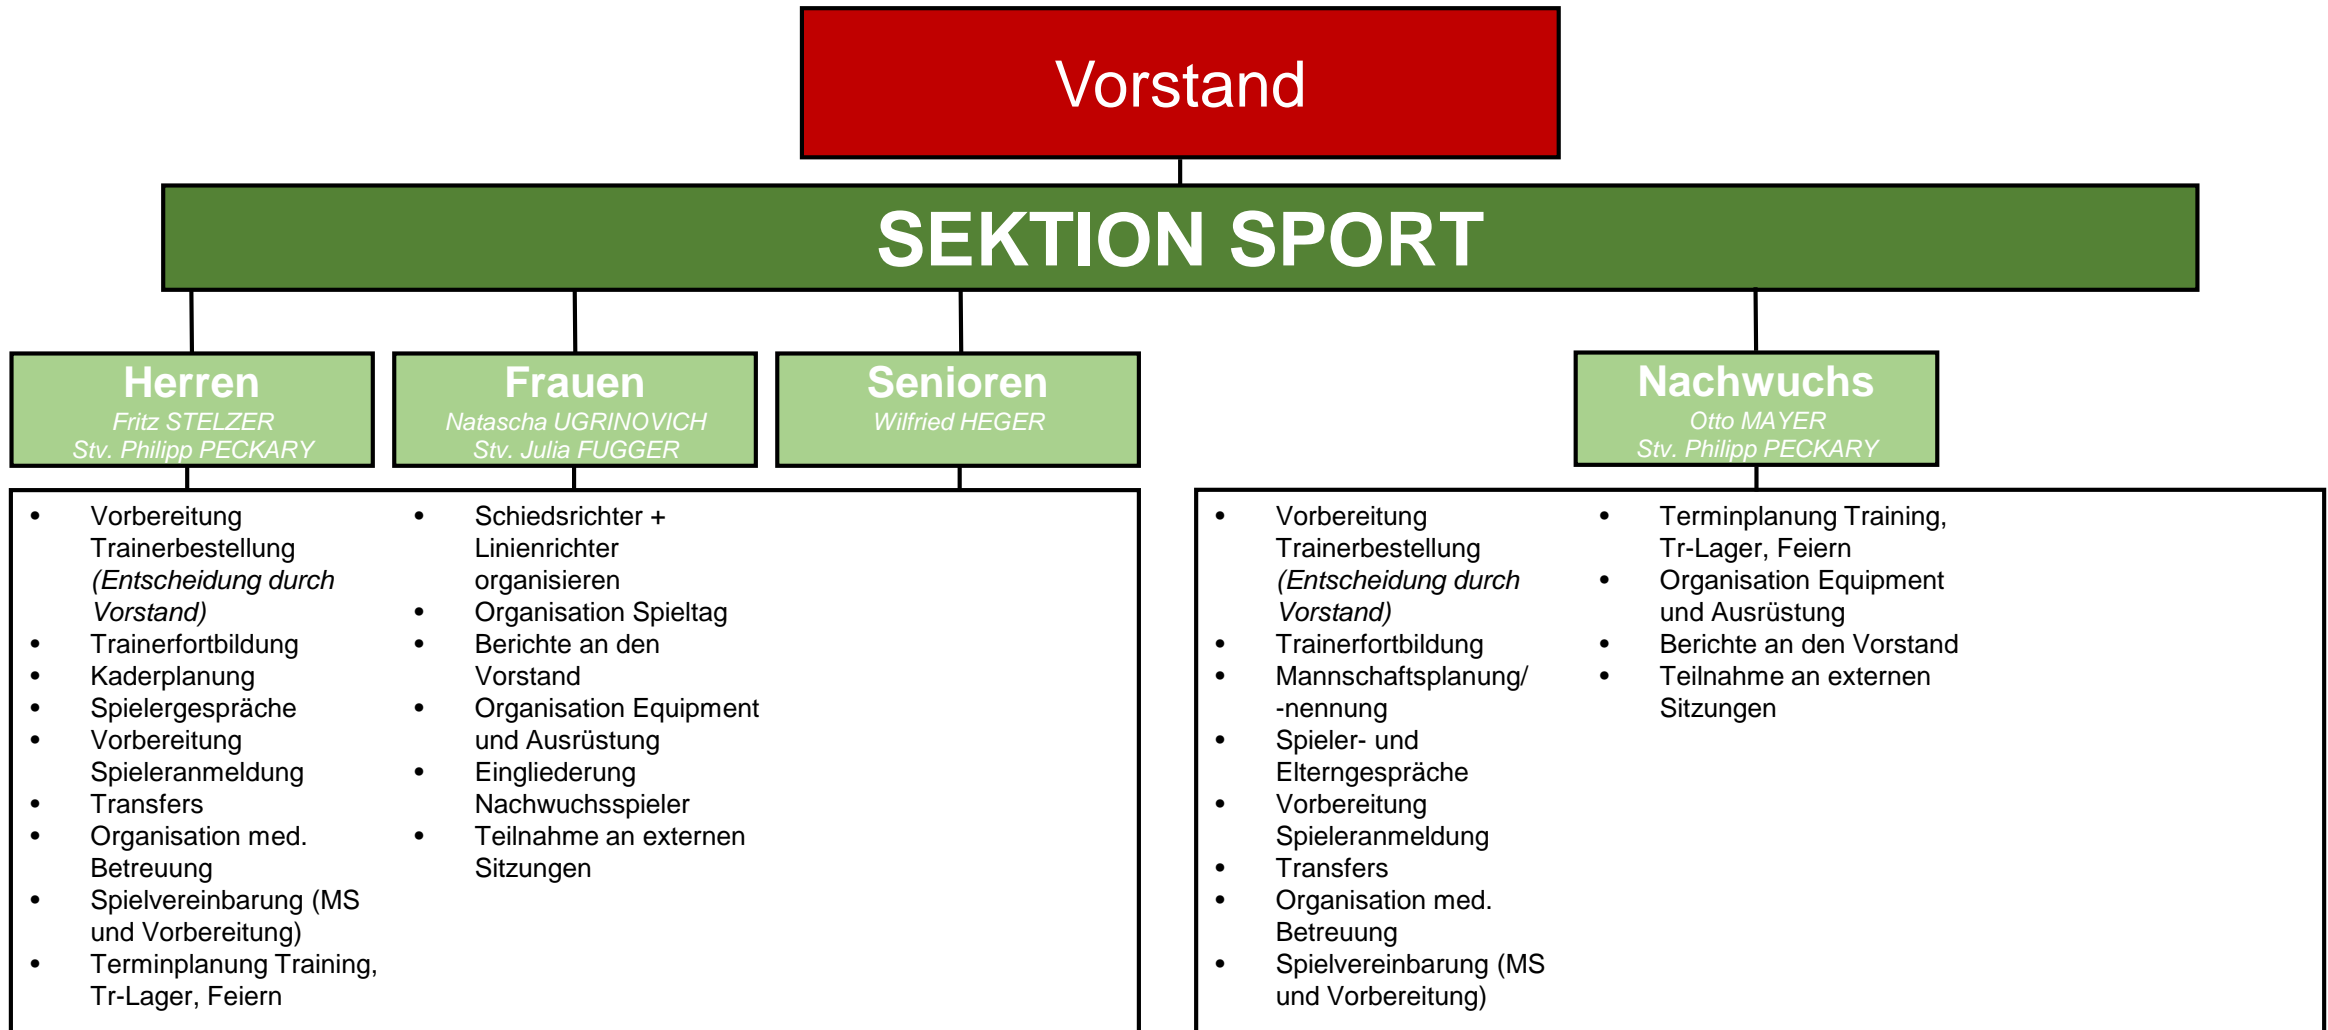 Vorstand
SEKTION SPORT
Herren
Fritz STELZER
Stv. Philipp PECKARY
Frauen
Natascha UGRINOVICH
Stv. Julia FUGGER
Senioren
Wilfried HEGER
Nachwuchs
Otto MAYER
Stv. Philipp PECKARY
• Vorbereitung
Trainerbestellung
(Entscheidung durch
Vorstand)
• Trainerfortbildung
• Kaderplanung
• Spielergespräche
• Vorbereitung
Spieleranmeldung
• Transfers
• Organisation med.
Betreuung
• Spielvereinbarung (MS
und Vorbereitung)
• Terminplanung Training,
Tr-Lager, Feiern
• Schiedsrichter +
Linienrichter
organisieren
• Organisation Spieltag
• Berichte an den
Vorstand
• Organisation Equipment
und Ausrüstung
• Eingliederung
Nachwuchsspieler
• Teilnahme an externen
Sitzungen
• Vorbereitung
Trainerbestellung
(Entscheidung durch
Vorstand)
• Trainerfortbildung
• Mannschaftsplanung/
-nennung
• Spieler- und
Elterngespräche
• Vorbereitung
Spieleranmeldung
• Transfers
• Organisation med.
Betreuung
• Spielvereinbarung (MS
und Vorbereitung)
• Terminplanung Training,
Tr-Lager, Feiern
• Organisation Equipment
und Ausrüstung
• Berichte an den Vorstand
• Teilnahme an externen
Sitzungen